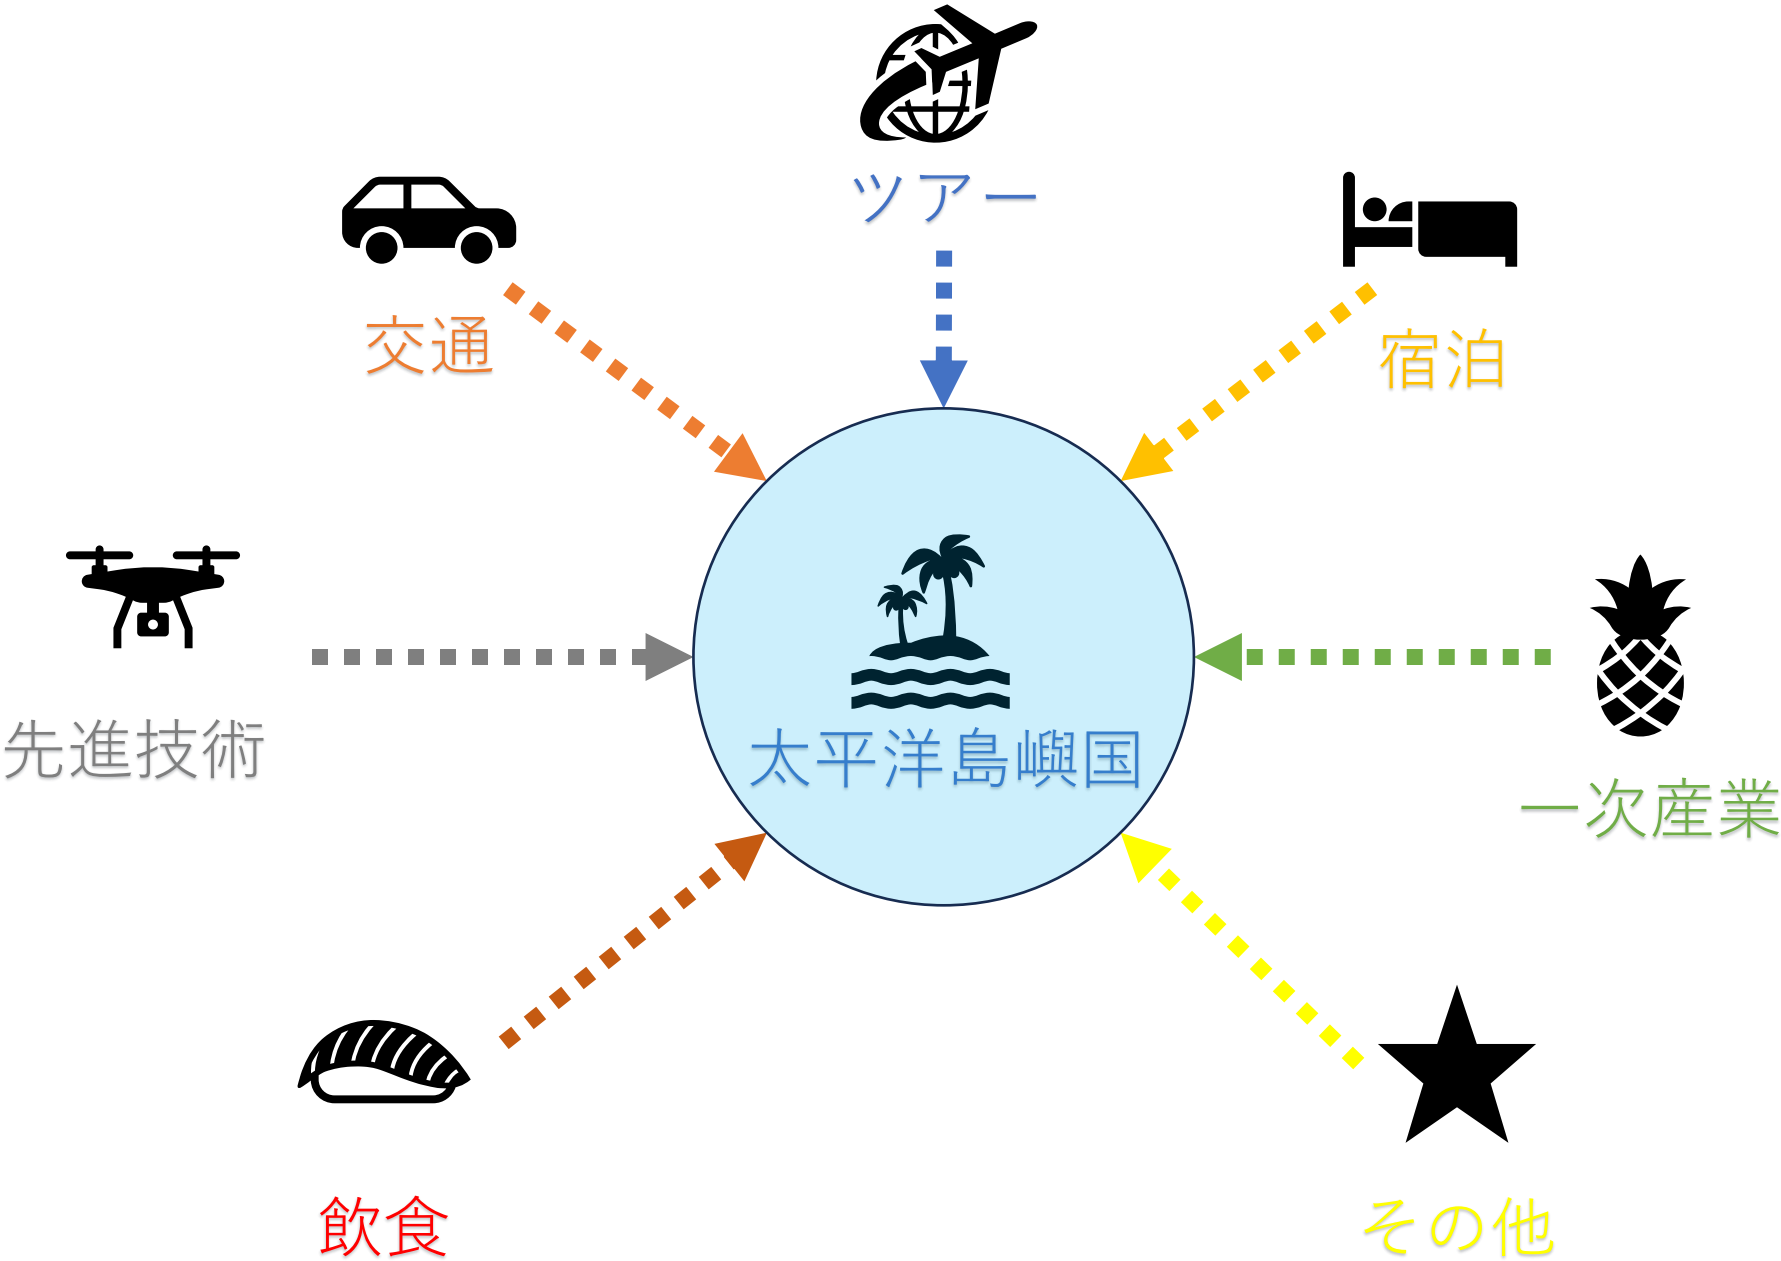 ツアー
交通
宿泊
先進技術
太平洋島嶼国
一次産業
飲食
その他